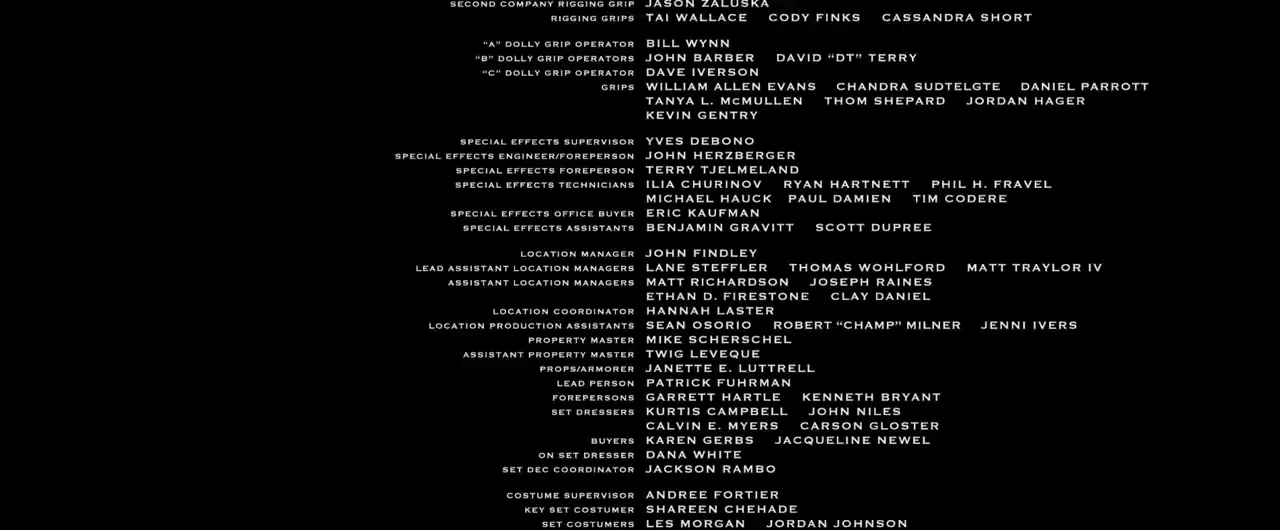 SECOND COMPANY RIGGING GRIP JASON ZALUSKA
RIGGING GRIPS TAI WALLACE CODY FINKS CASSANDRA SHORT
“A” DOLLY GRIP OPERATOR BILL WYNN
“B” DOLLY GRIP OPERATORS JOHN BARBER DAVID “DT” TERRY
“C” DOLLY GRIP OPERATOR DAVE IVERSON
GRIPS WILLIAM ALLEN EVANS CHANDRA SUDTELGTE DANIEL PARROTT
TANYA L. McMULLEN THOM SHEPARD JORDAN HAGER
KEVIN GENTRY
SPECIAL EFFECTS SUPERVISOR YVES DEBONO
SPECIAL EFFECTS ENGINEER/FOREPERSON JOHN HERZBERGER
SPECIAL EFFECTS FOREPERSON TERRY TJELMELAND
SPECIAL EFFECTS TECHNICIANS ILIA CHURINOV RYAN HARTNETT PHIL H. FRAVEL
MICHAEL HAUCK PAUL DAMIEN TIM CODERE
SPECIAL EFFECTS OFFICE BUYER ERIC KAUFMAN
SPECIAL EFFECTS ASSISTANTS BENJAMIN GRAVITT SCOTT DUPREE
LOCATION MANAGER JOHN FINDLEY
LEAD ASSISTANT LOCATION MANAGERS LANE STEFFLER THOMAS WOHLFORD MATT TRAYLOR IV
ASSISTANT LOCATION MANAGERS MATT RICHARDSON JOSEPH RAINES
ETHAN D. FIRESTONE CLAY DANIEL
LOCATION COORDINATOR HANNAH LASTER
LOCATION PRODUCTION ASSISTANTS SEAN OSORIO ROBERT “CHAMP” MILNER JENNI IVERS
PROPERTY MASTER MIKE SCHERSCHEL
ASSISTANT PROPERTY MASTER TWIG LEVEQUE
PROPS/ARMORER JANETTE E. LUTTRELL
LEAD PERSON PATRICK FUHRMAN
FOREPERSONS GARRETT HARTLE KENNETH BRYANT
SET DRESSERS KURTIS CAMPBELL JOHN NILES
CALVIN E. MYERS CARSON GLOSTER
BUYERS KAREN GERBS JACQUELINE NEWEL
ON SET DRESSER DANA WHITE
SET DEC COORDINATOR JACKSON RAMBO
COSTUME SUPERVISOR ANDREE FORTIER
KEY SET COSTUMER SHAREEN CHEHADE
SET COSTUMERS LES MORGAN JORDAN JOHNSON